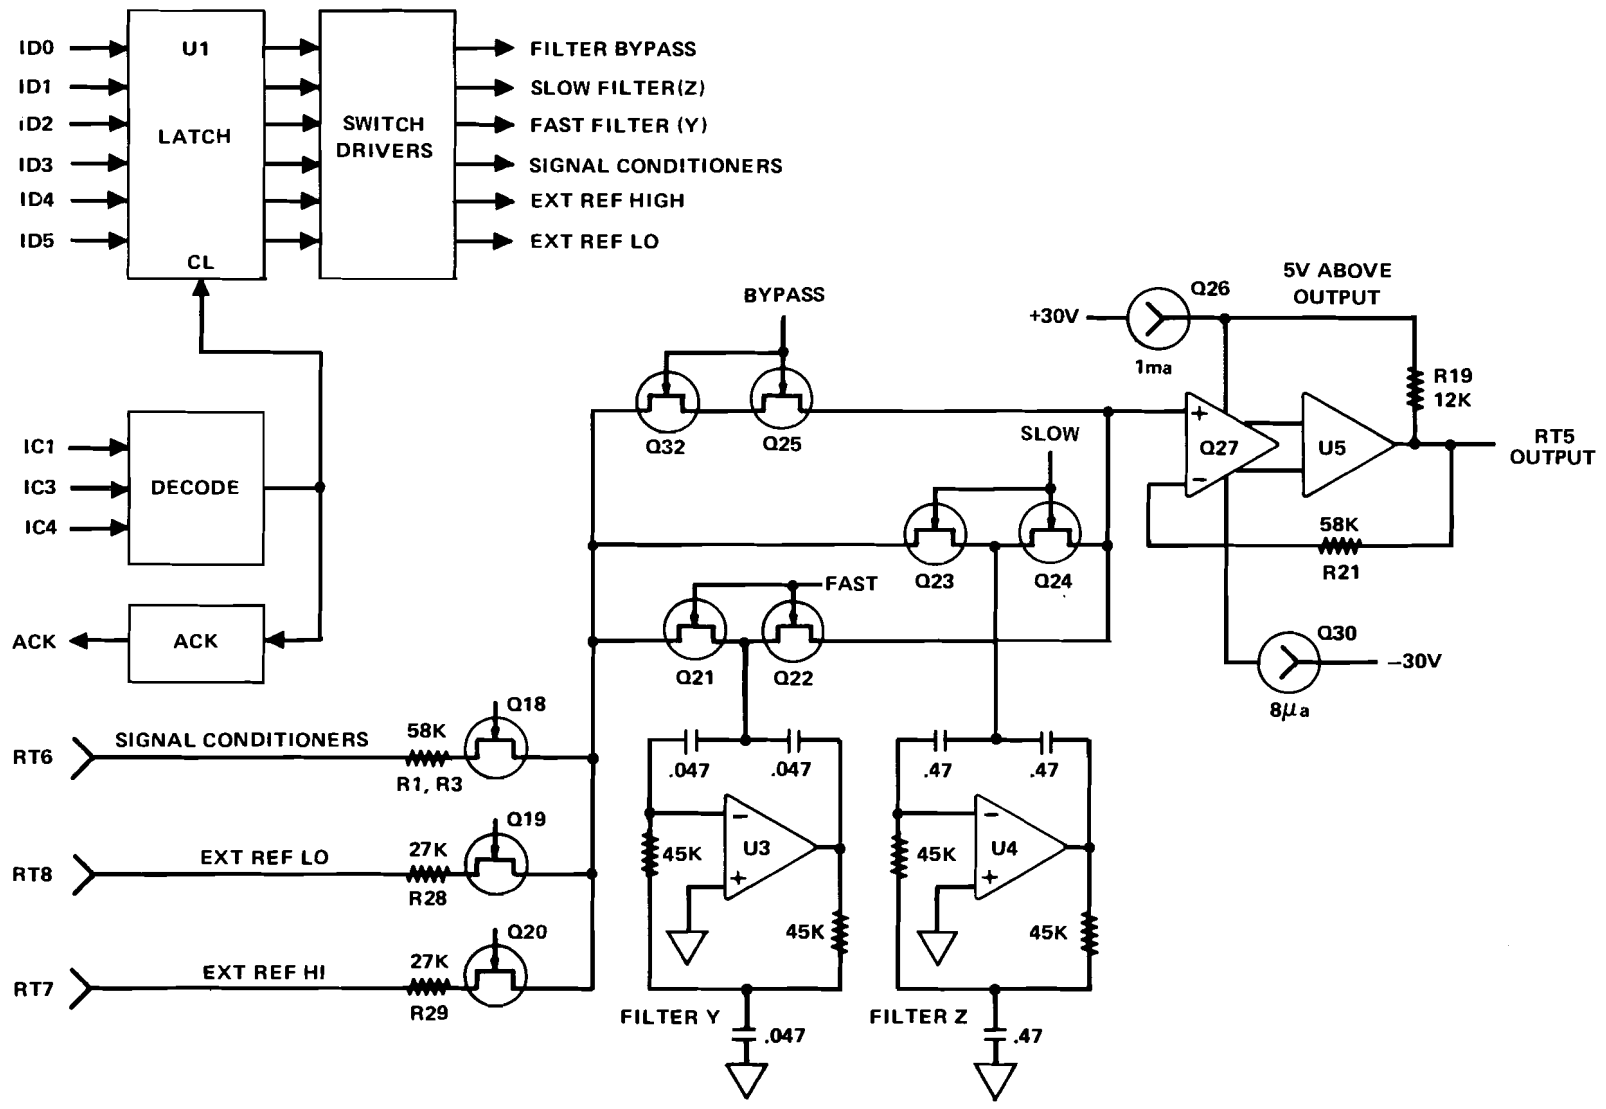 ID0
U1
FILTER BYPASS
ID1
SLOW FILTER(Z)
ID2
LATCH
SWITCH
DRIVERS
FAST FILTER (Y)
ID3
SIGNAL CONDITIONERS
ID4
EXT REF HIGH
ID5
EXT REF LO
CL
BYPASS
Q26
5V ABOVE
OUTPUT
+30V
1ma
R19
12K
IC1
IC3
DECODE
IC4
Q32
Q25
SLOW
+
Q27
−
U5
RT5
OUTPUT
58K
R21
Q23
Q24
FAST
ACK
ACK
Q21
Q22
Q30
−30V
8μa
Q18
RT6
SIGNAL CONDITIONERS
58K
R1, R3
.047
.047
.47
.47
Q19
RT8
EXT REF LO
27K
R28
45K
−
U3
+
45K
−
U4
+
45K
45K
Q20
RT7
EXT REF HI
27K
R29
FILTER Y
.047
FILTER Z
.47